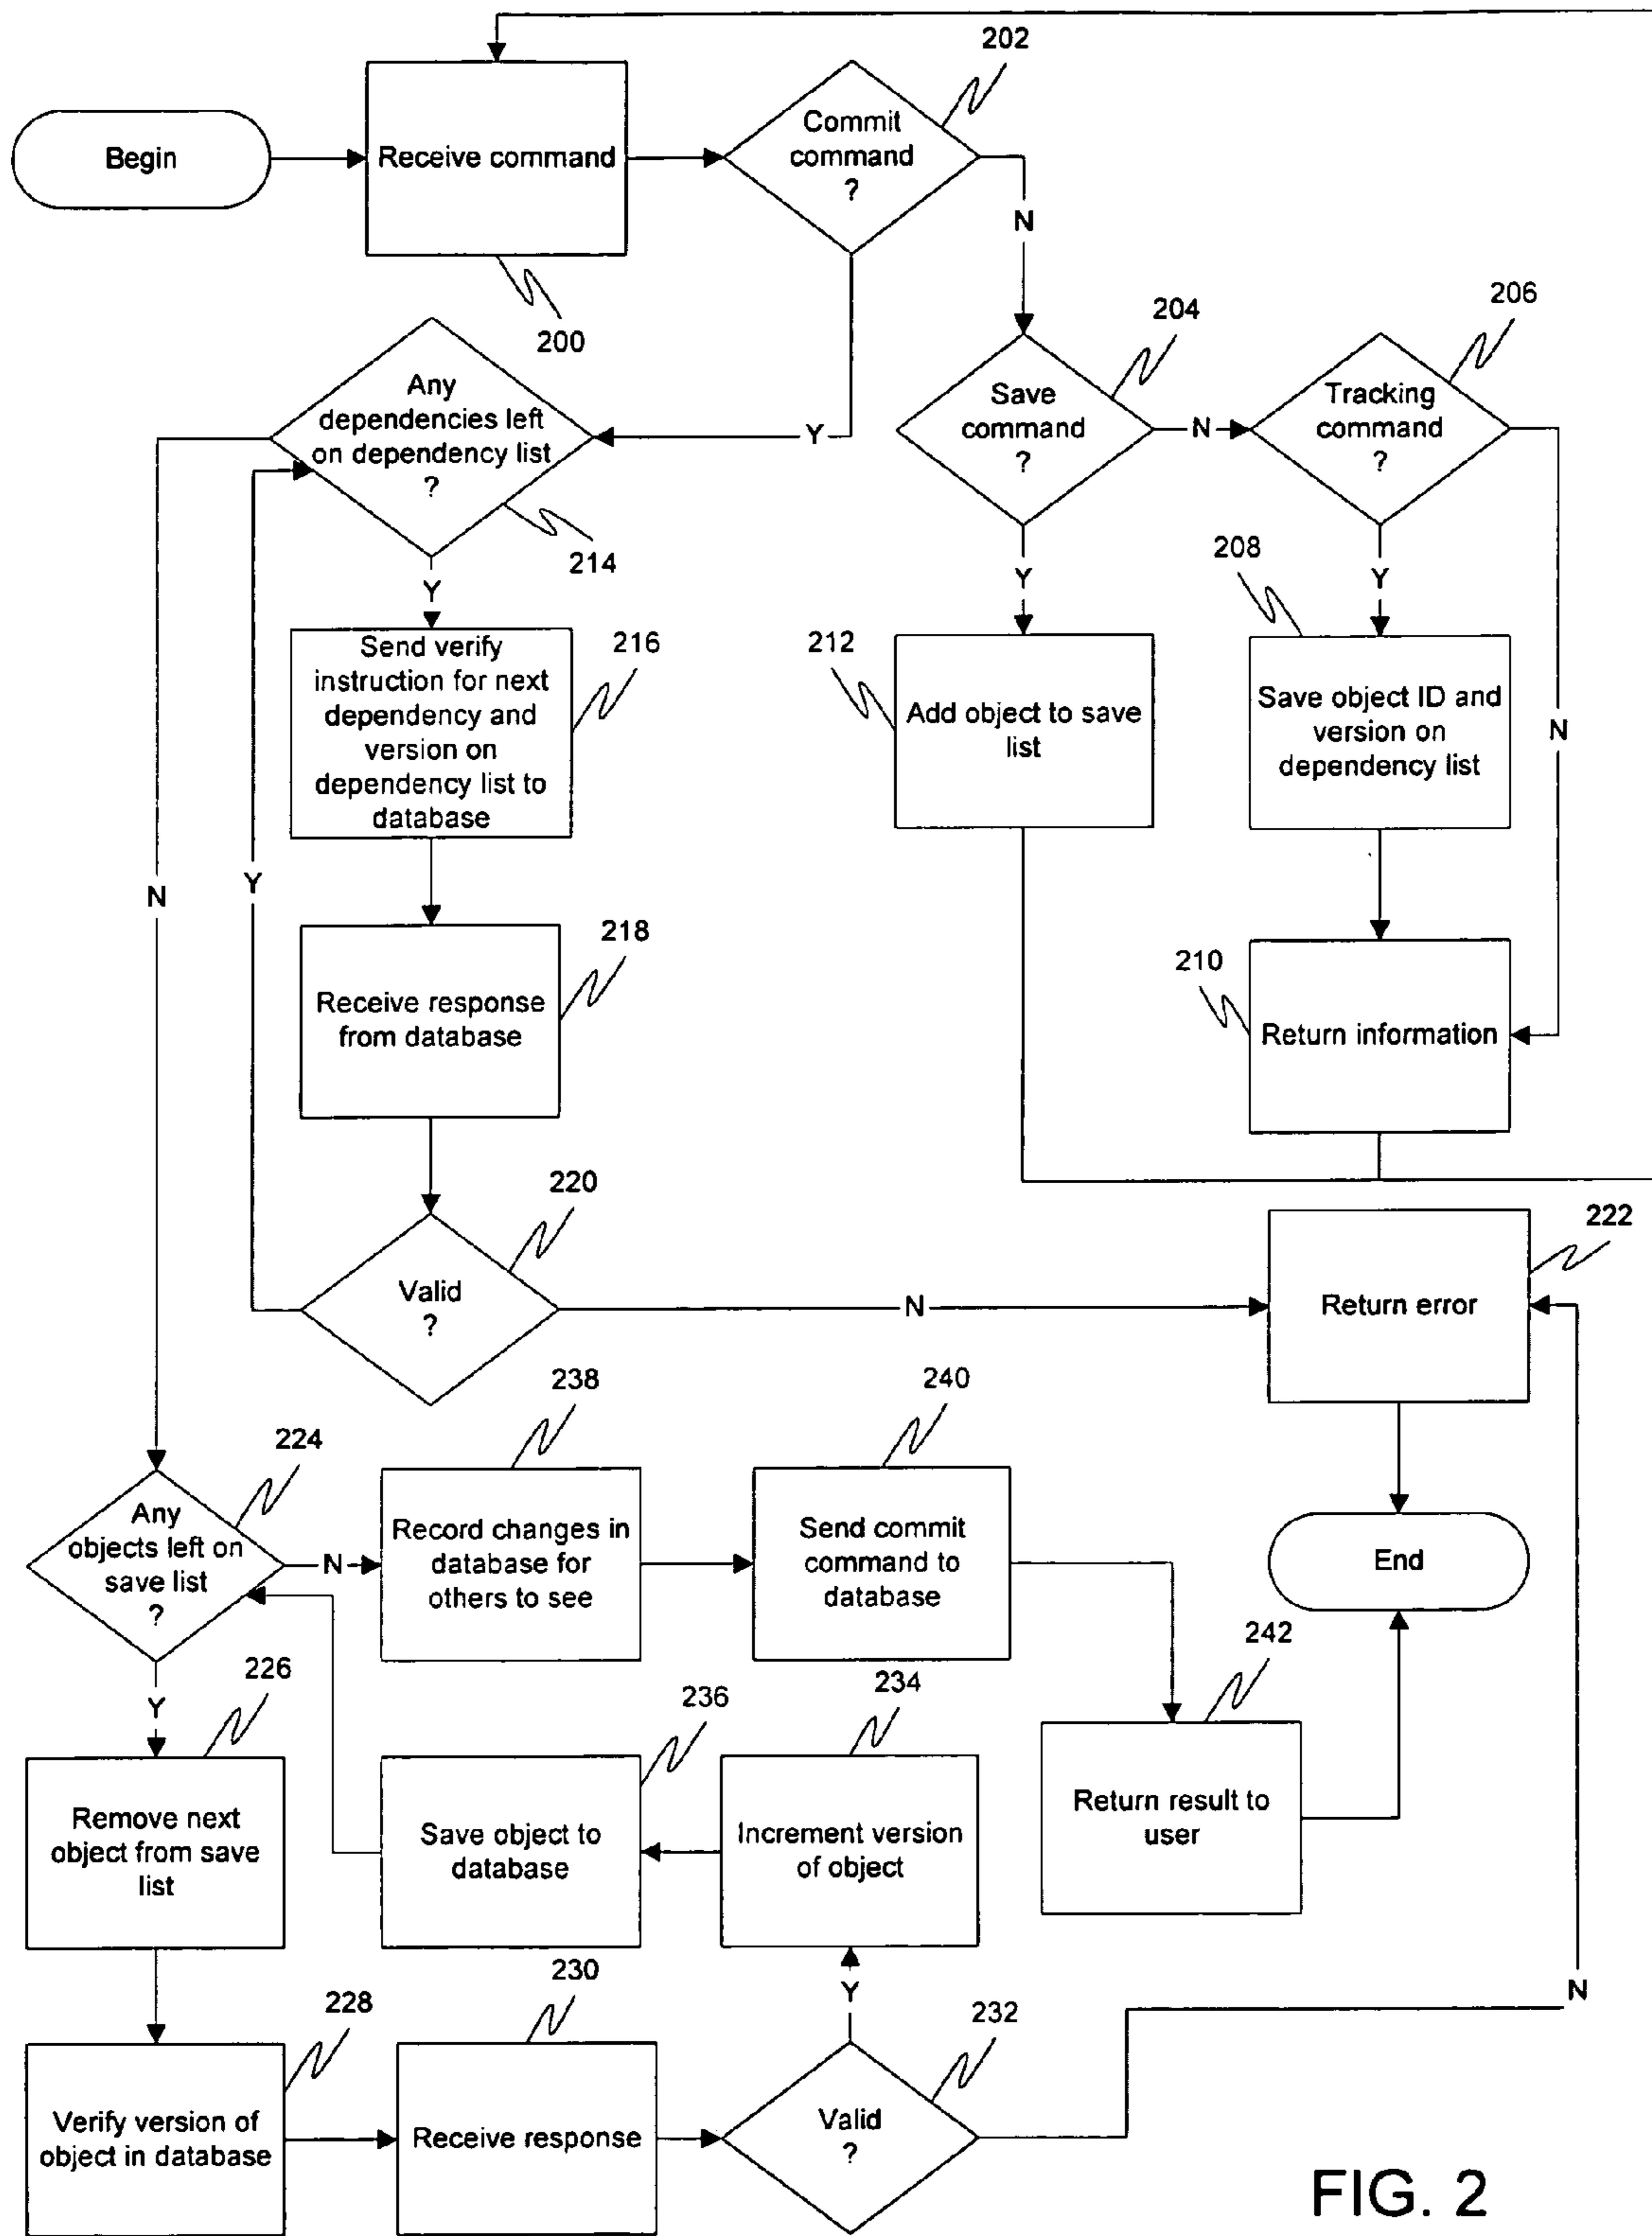 202
Begin
Receive command
Commit
command
?
N
200
204
206
Any
dependencies left
on dependency list
?
Y
Save
command
?
N
Tracking
command
?
214
Y
Y
208
Y
Send verify
instruction for next
dependency and
version on
dependency list to
database
216
212
Add object to save
list
Save object ID and
version on
dependency list
N
N
Y
218
Receive response
from database
210
Return information
220
Valid
?
N
222
Return error
238
240
224
Any
objects left on
save list
?
N
Record changes in
database for
others to see
Send commit
command to
database
End
242
226
Y
236
234
Remove next
object from save
list
Save object to
database
Increment version
of object
Return result to
user
230
Y
N
228
232
Verify version of
object in database
Receive response
Valid
?
FIG. 2